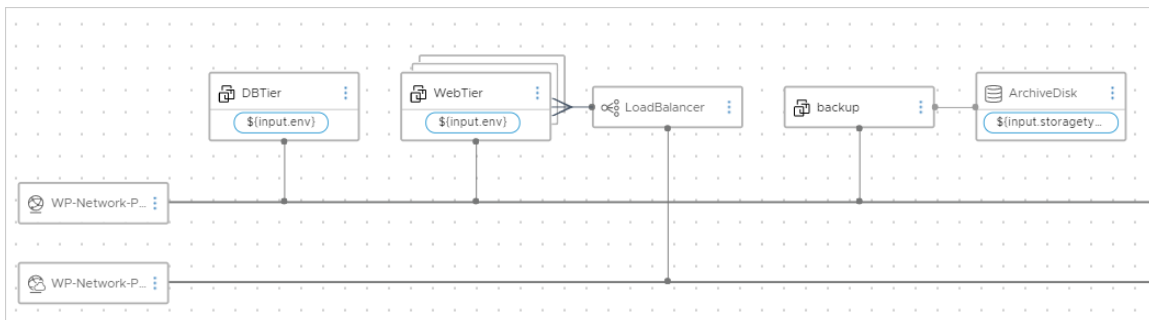 DBTier
${input.env}
WebTier
${input.env}
LoadBalancer
backup
ArchiveDisk
${input.storagety...
WP-Network-P...
WP-Network-P...